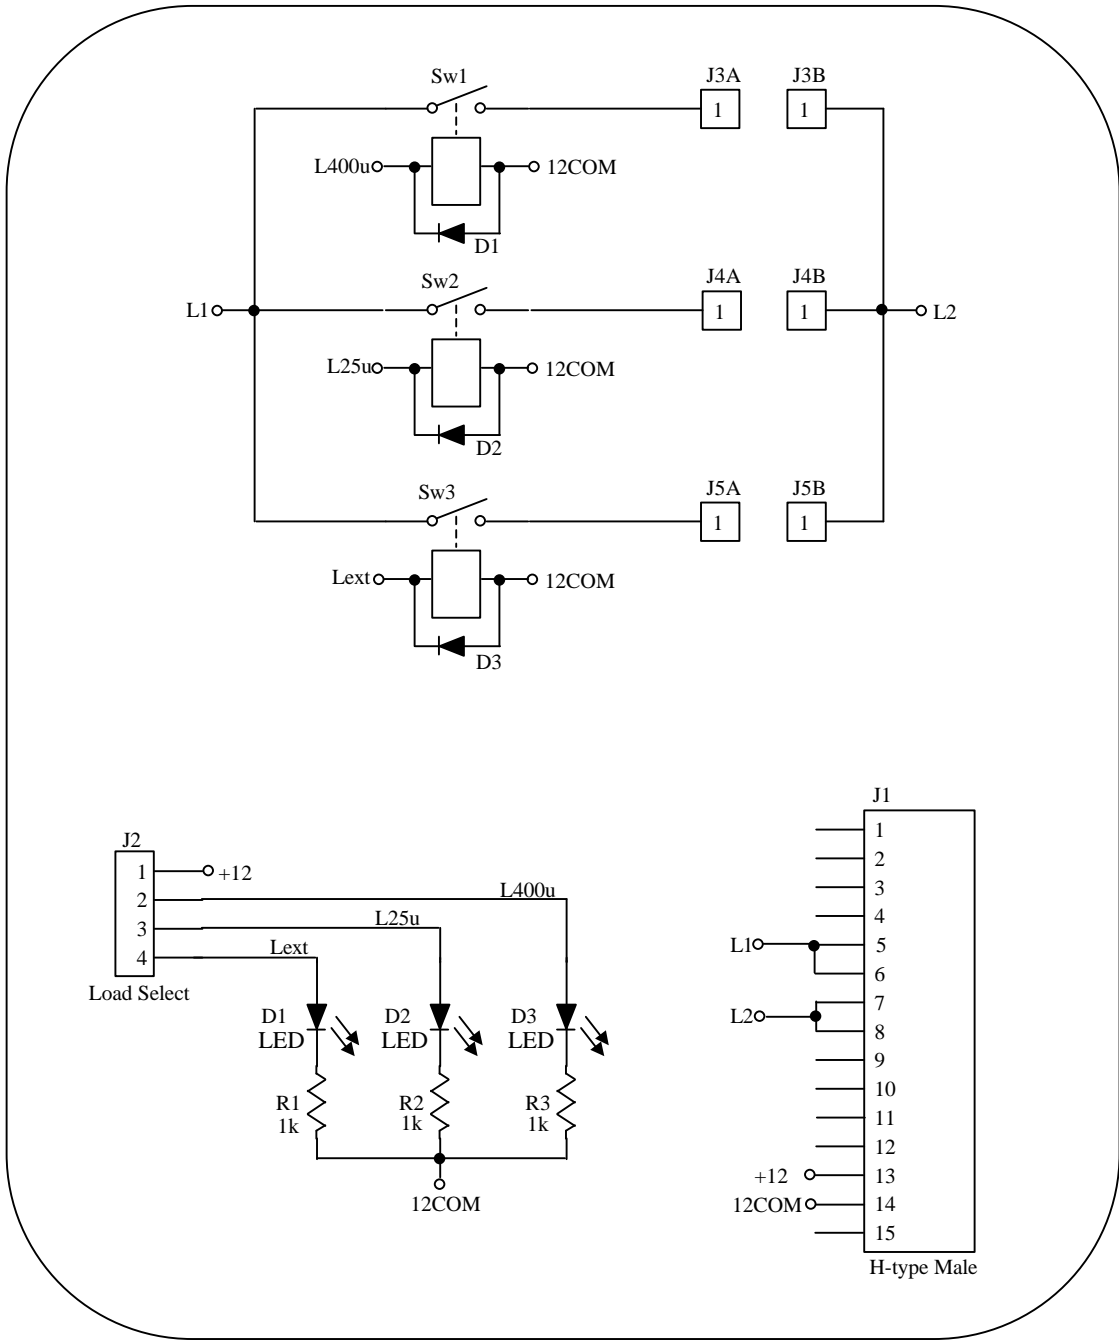 Sw1
J3A J3B
1 1
L400u 12COM
D1
Sw2
J4A J4B
L1 1 1 L2
L25u 12COM
D2
Sw3
J5A J5B
1 1
Lext 12COM
D3
J1
1
2
3
4
L1 5
6
7
L2 8
9
10
11
12
+12 13
12COM 14
15
H-type Male
J2
1 +12
2 L400u
3 L25u
4 Lext
Load Select
D1 D2 D3
LED LED LED
R1 R2 R3
1k 1k 1k
12COM